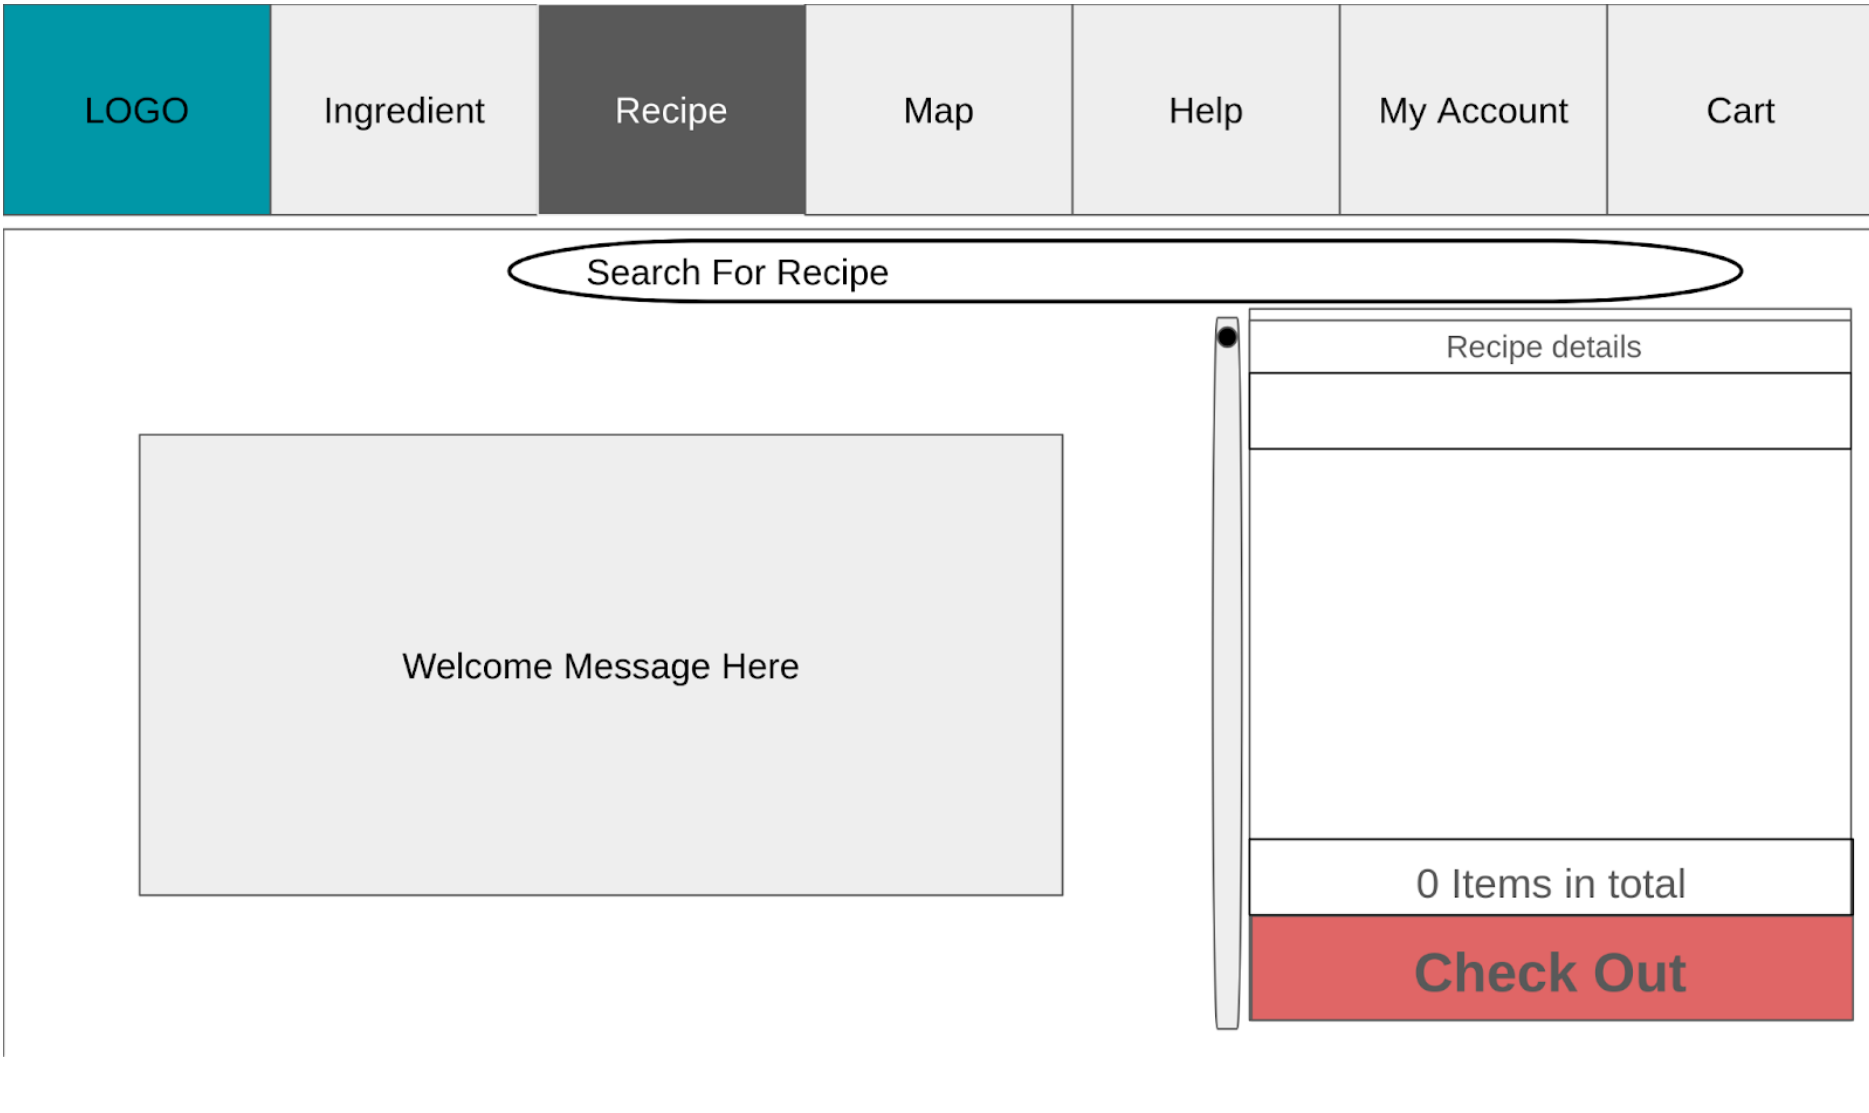 LOGO
Ingredient
Recipe
Map
Help
My Account
Cart
Search For Recipe
Recipe details
Welcome Message Here
0 Items in total
Check Out